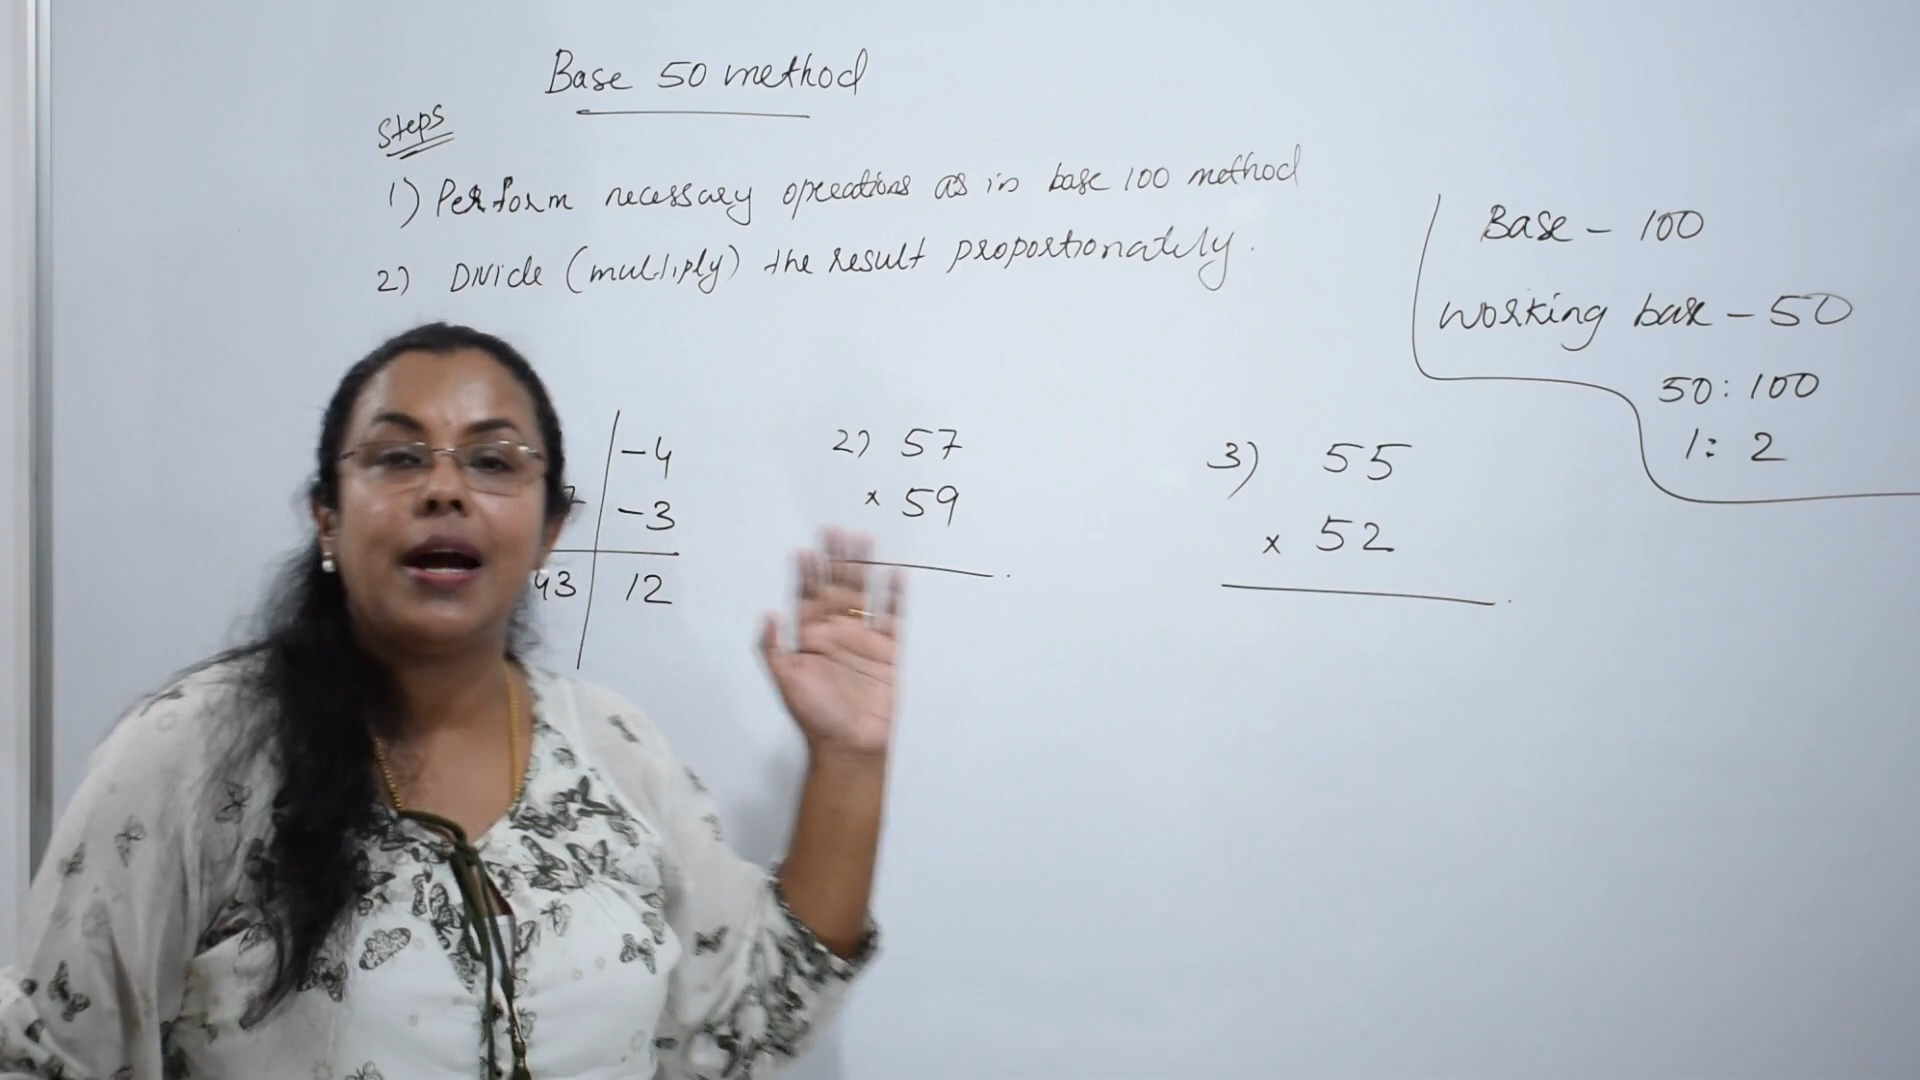 Base 50 method
Steps
1) Perform necessary operations as in base 100 method
2) Divide (multiply) the result proportionately.
Base - 100
Working base - 50
50 : 100
1 : 2
-4
7 -3
43 12
2) 57
× 59
3) 55
× 52